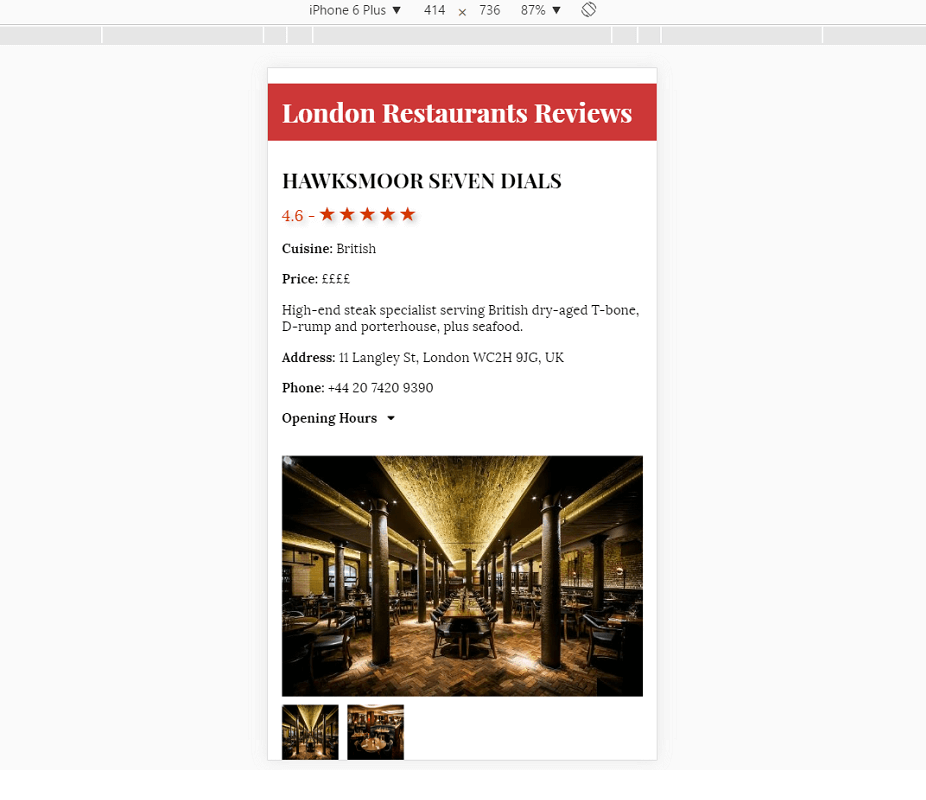 iPhone 6 Plus ▼ 414 × 736 87% ▼
London Restaurants Reviews
HAWKSMOOR SEVEN DIALS
4.6 - ★★★★★
Cuisine: British
Price: ££££
High-end steak specialist serving British dry-aged T-bone,
D-rump and porterhouse, plus seafood.
Address: 11 Langley St, London WC2H 9JG, UK
Phone: +44 20 7420 9390
Opening Hours